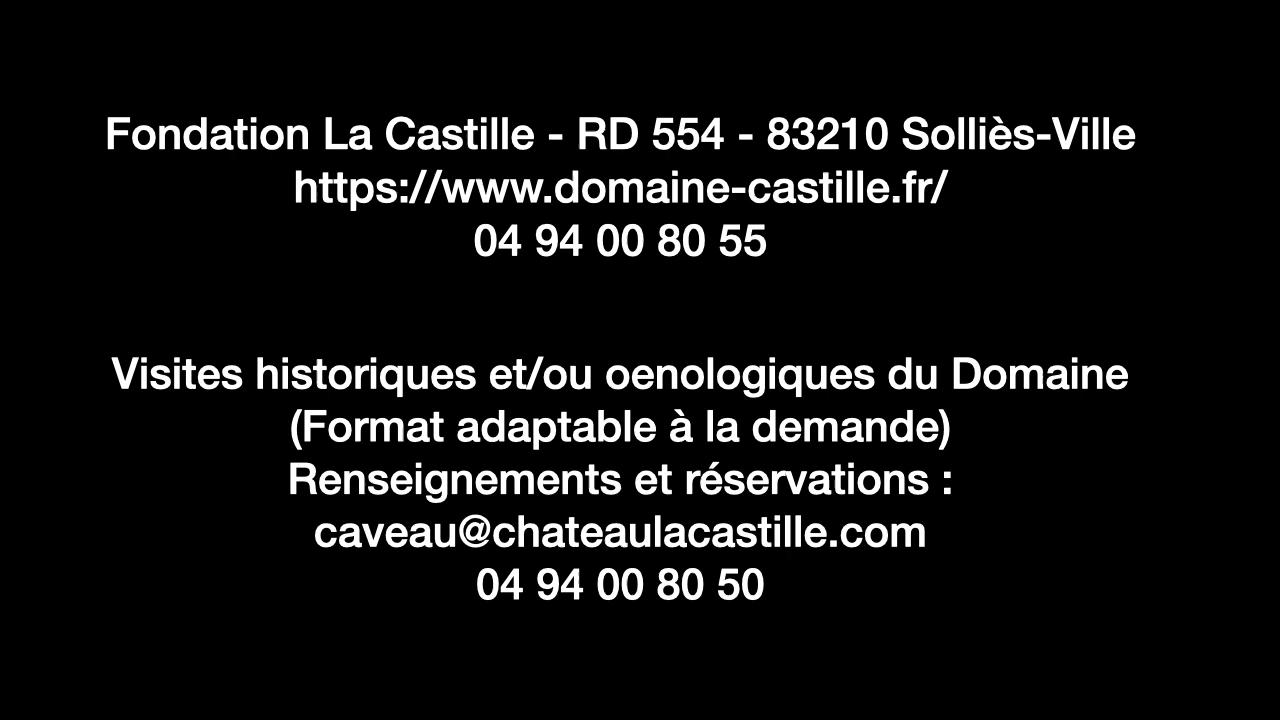 Fondation La Castille - RD 554 - 83210 Solliès-Ville
https://www.domaine-castille.fr/
04 94 00 80 55
Visites historiques et/ou oenologiques du Domaine
(Format adaptable à la demande)
Renseignements et réservations :
caveau@chateaulacastille.com
04 94 00 80 50